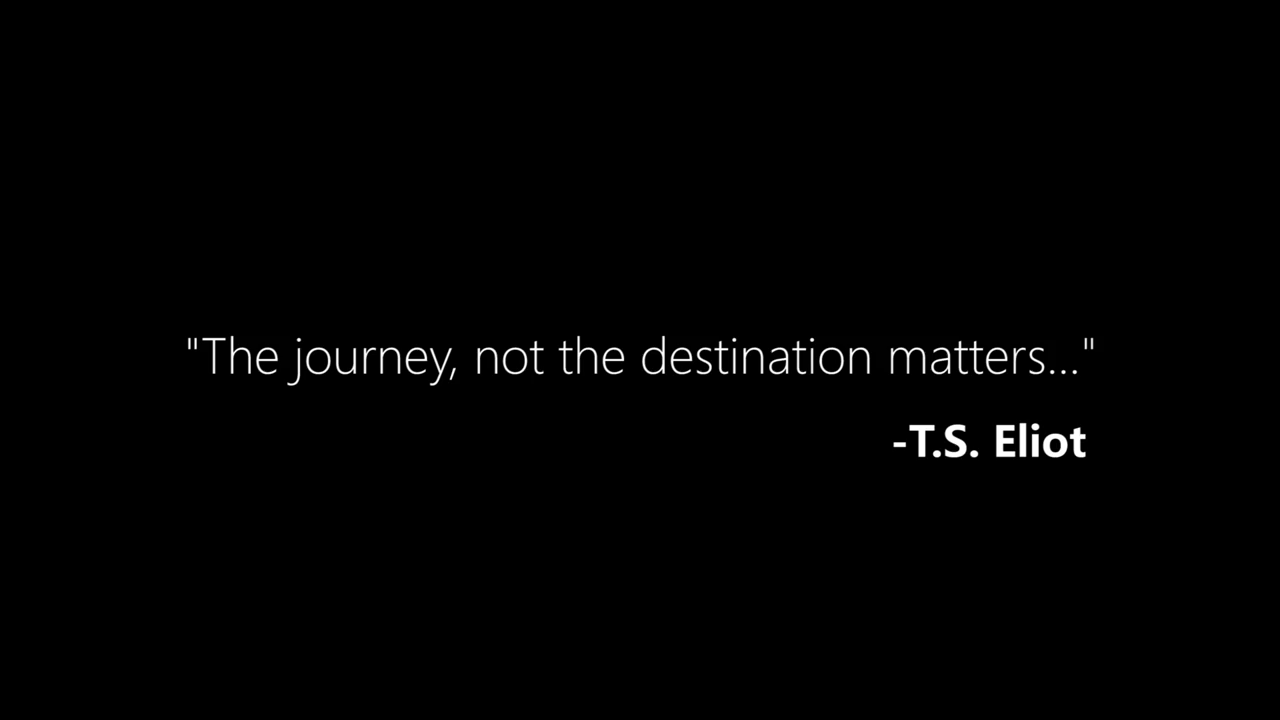 "The journey, not the destination matters..."
-T.S. Eliot